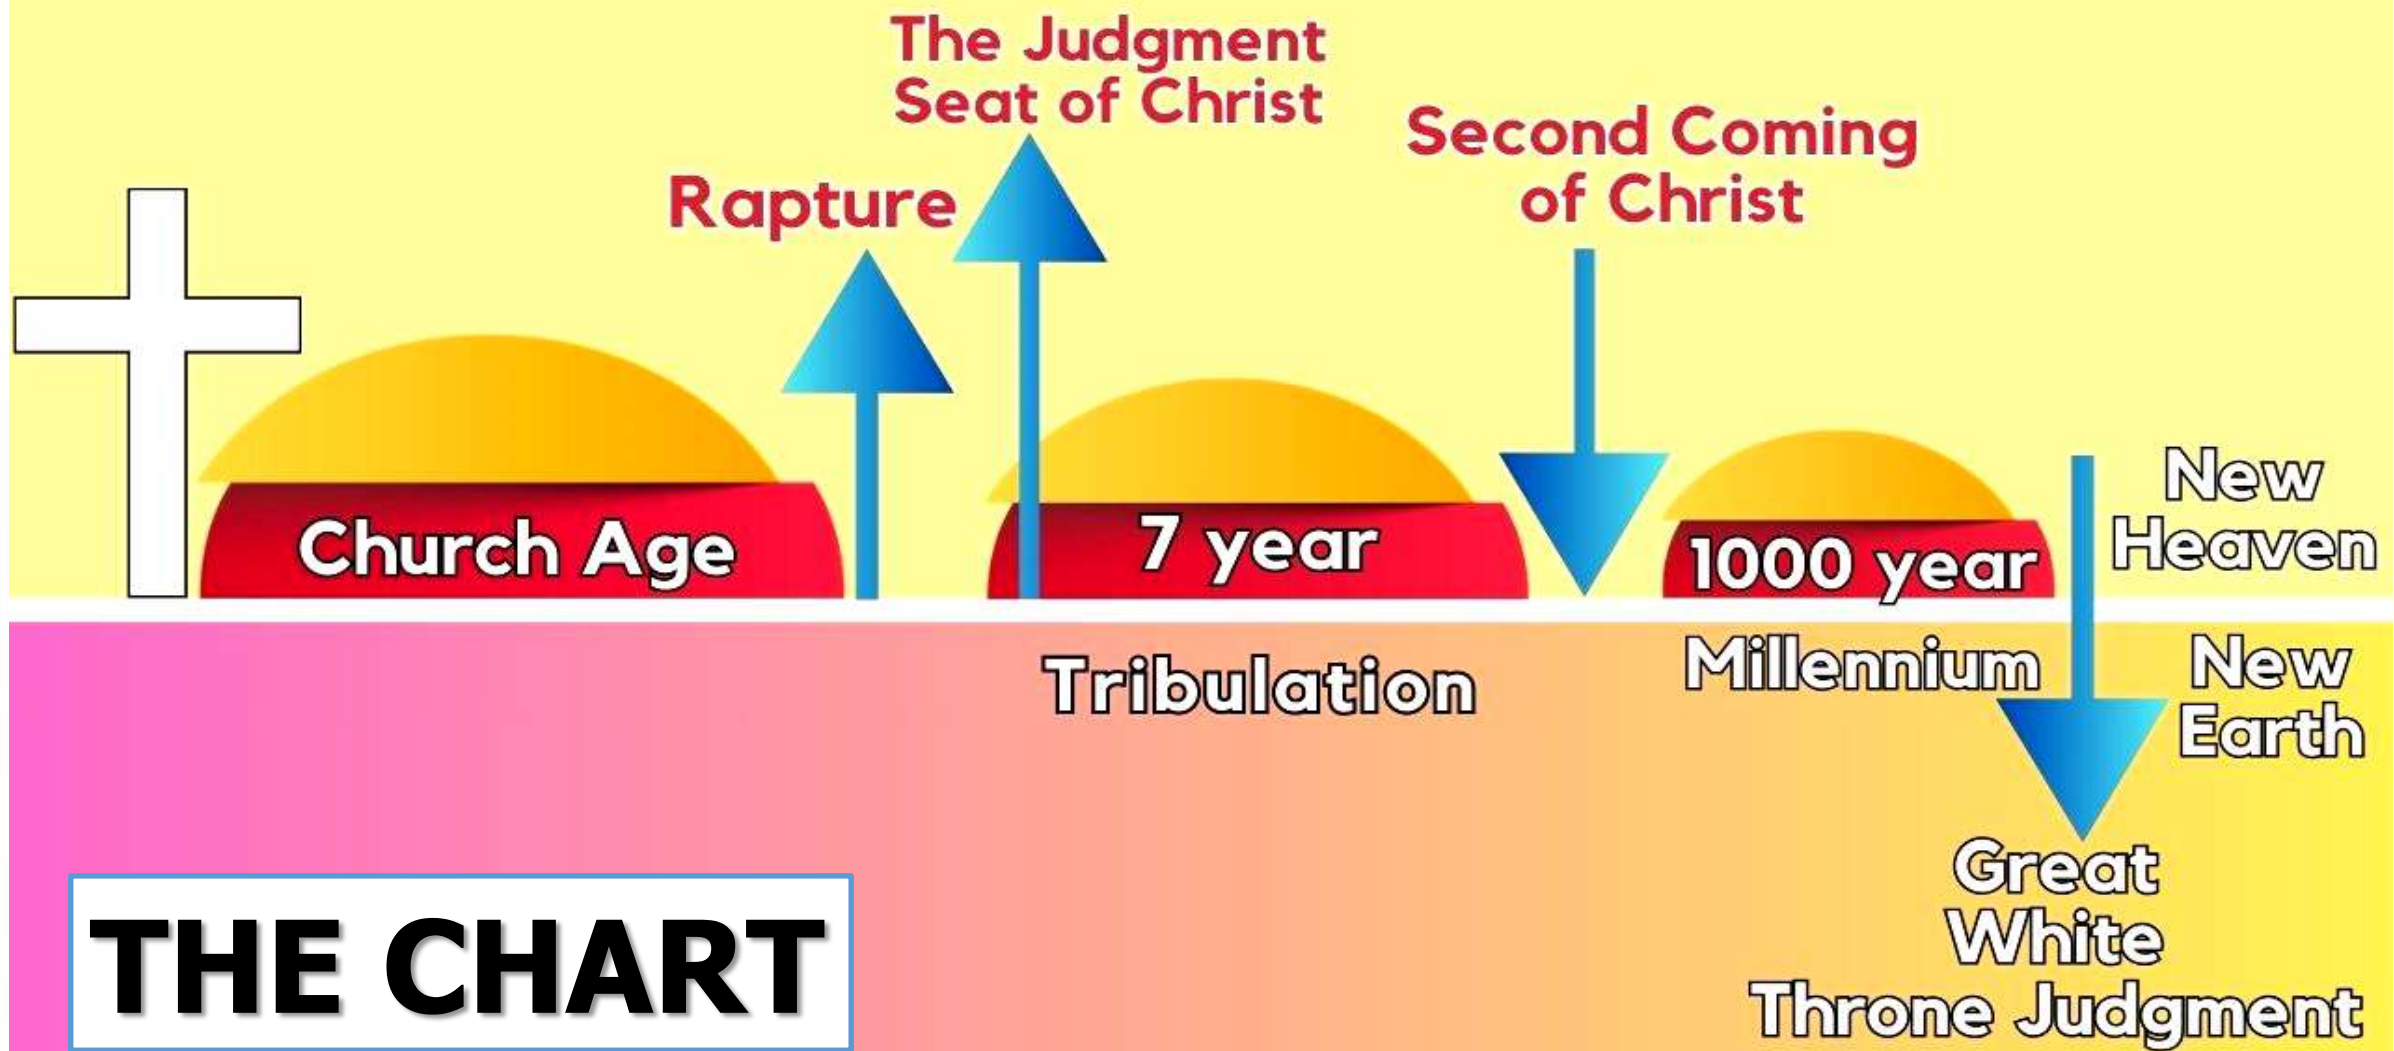 The Judgment
Seat of Christ
Rapture
Second Coming
of Christ
Church Age
7 year
1000 year
New
Heaven
Tribulation
Millennium
New
Earth
Great
White
Throne Judgment
THE CHART